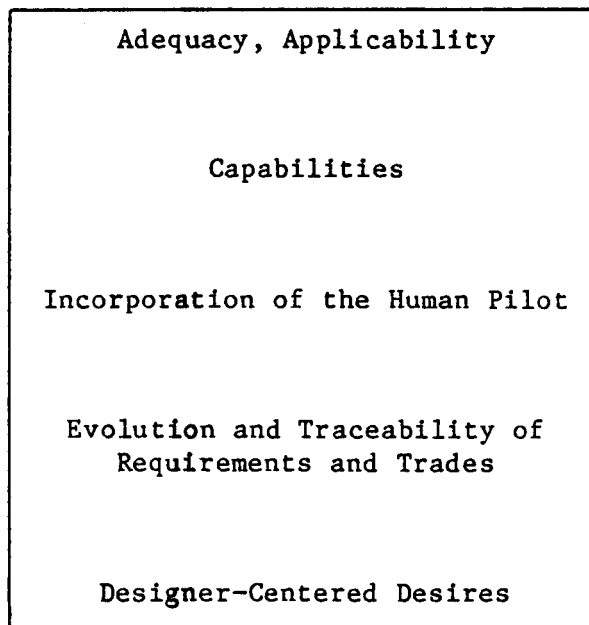 Adequacy, Applicability
Capabilities
Incorporation of the Human Pilot
Evolution and Traceability of
Requirements and Trades
Designer-Centered Desires